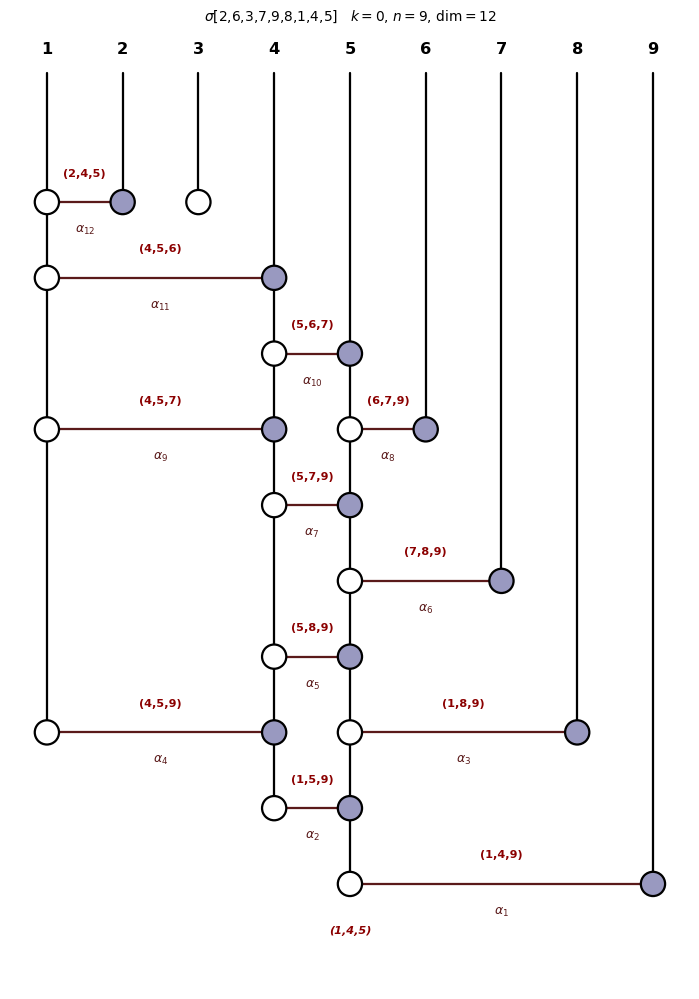 σ[2,6,3,7,9,8,1,4,5]   k = 0, n = 9, dim = 12
1 2 3 4 5 6 7 8 9
(2,4,5)
α12
(4,5,6)
α11
(5,6,7)
α10
(4,5,7) (6,7,9)
α9 α8
(5,7,9)
α7
(7,8,9)
α6
(5,8,9)
α5
(4,5,9) (1,8,9)
α4 α3
(1,5,9)
α2
(1,4,9)
α1
(1,4,5)